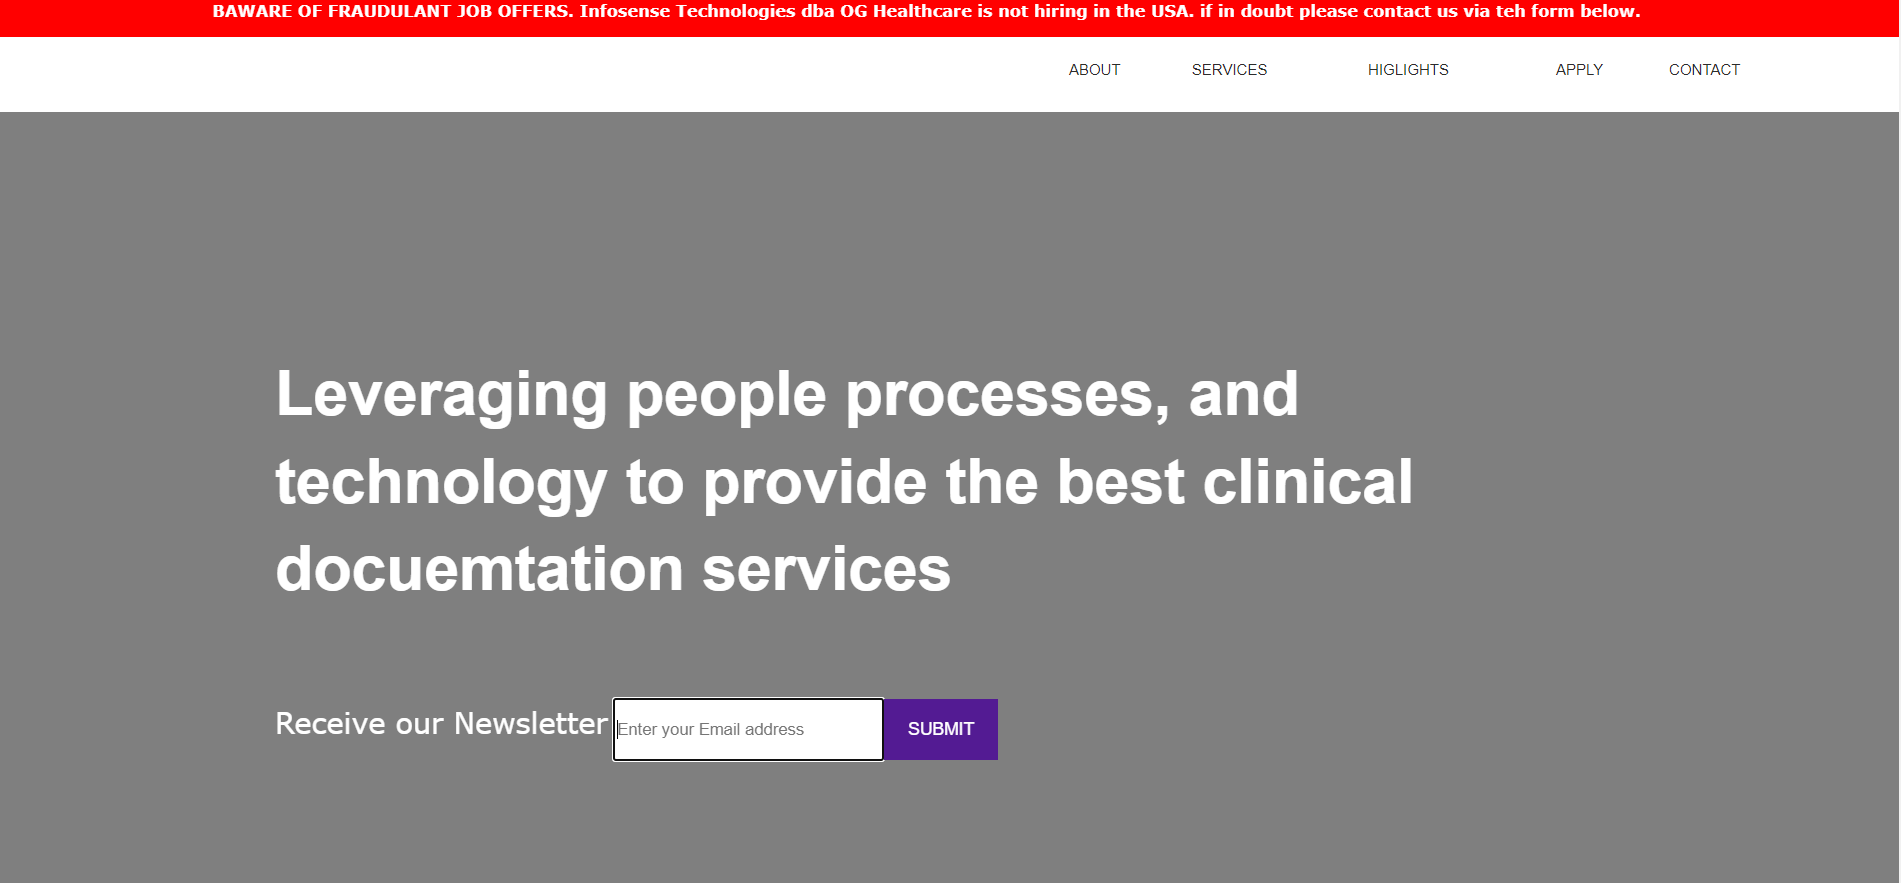 BAWARE OF FRAUDULANT JOB OFFERS. Infosense Technologies dba OG Healthcare is not hiring in the USA. if in doubt please contact us via teh form below.
ABOUT SERVICES HIGLIGHTS APPLY CONTACT
Leveraging people processes, and
technology to provide the best clinical
docuemtation services
Receive our Newsletter Enter your Email address SUBMIT